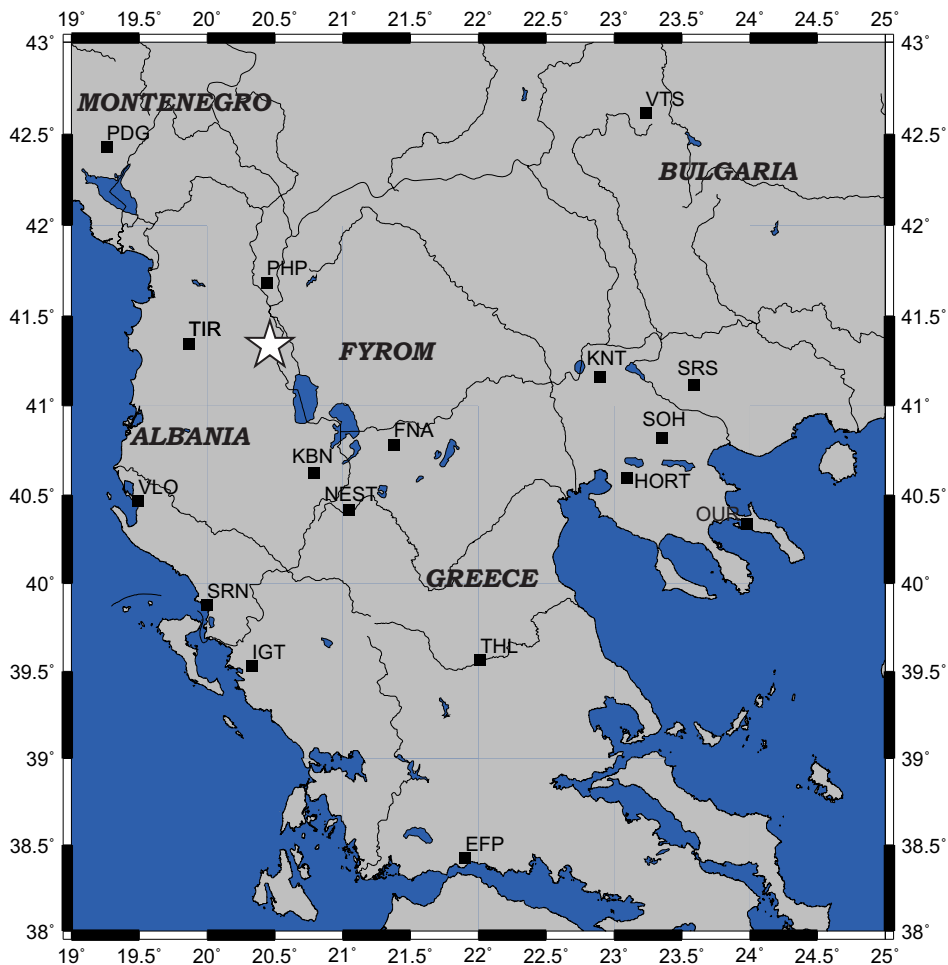 19˚ 19.5˚ 20˚ 20.5˚ 21˚ 21.5˚ 22˚ 22.5˚ 23˚ 23.5˚ 24˚ 24.5˚ 25˚
43˚ 43˚
MONTENEGRO
VTS
PDG
42.5˚ 42.5˚
BULGARIA
42˚ 42˚
PHP
41.5˚ 41.5˚
TIR
FYROM
KNT
SRS
41˚ 41˚
SOH
ALBANIA
FNA
KBN
HORT
VLO
NEST
40.5˚ 40.5˚
OUR
GREECE
40˚ 40˚
SRN
IGT
THL
39.5˚ 39.5˚
39˚ 39˚
EFP
38.5˚ 38.5˚
38˚ 38˚
19˚ 19.5˚ 20˚ 20.5˚ 21˚ 21.5˚ 22˚ 22.5˚ 23˚ 23.5˚ 24˚ 24.5˚ 25˚